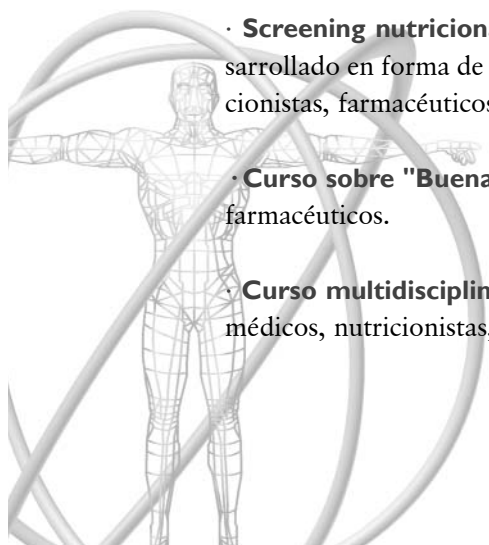 · Screening nutricion
sarrollado en forma de
cionistas, farmacéuticos
· Curso sobre "Buena
farmacéuticos.
· Curso multidisciplin
médicos, nutricionistas,